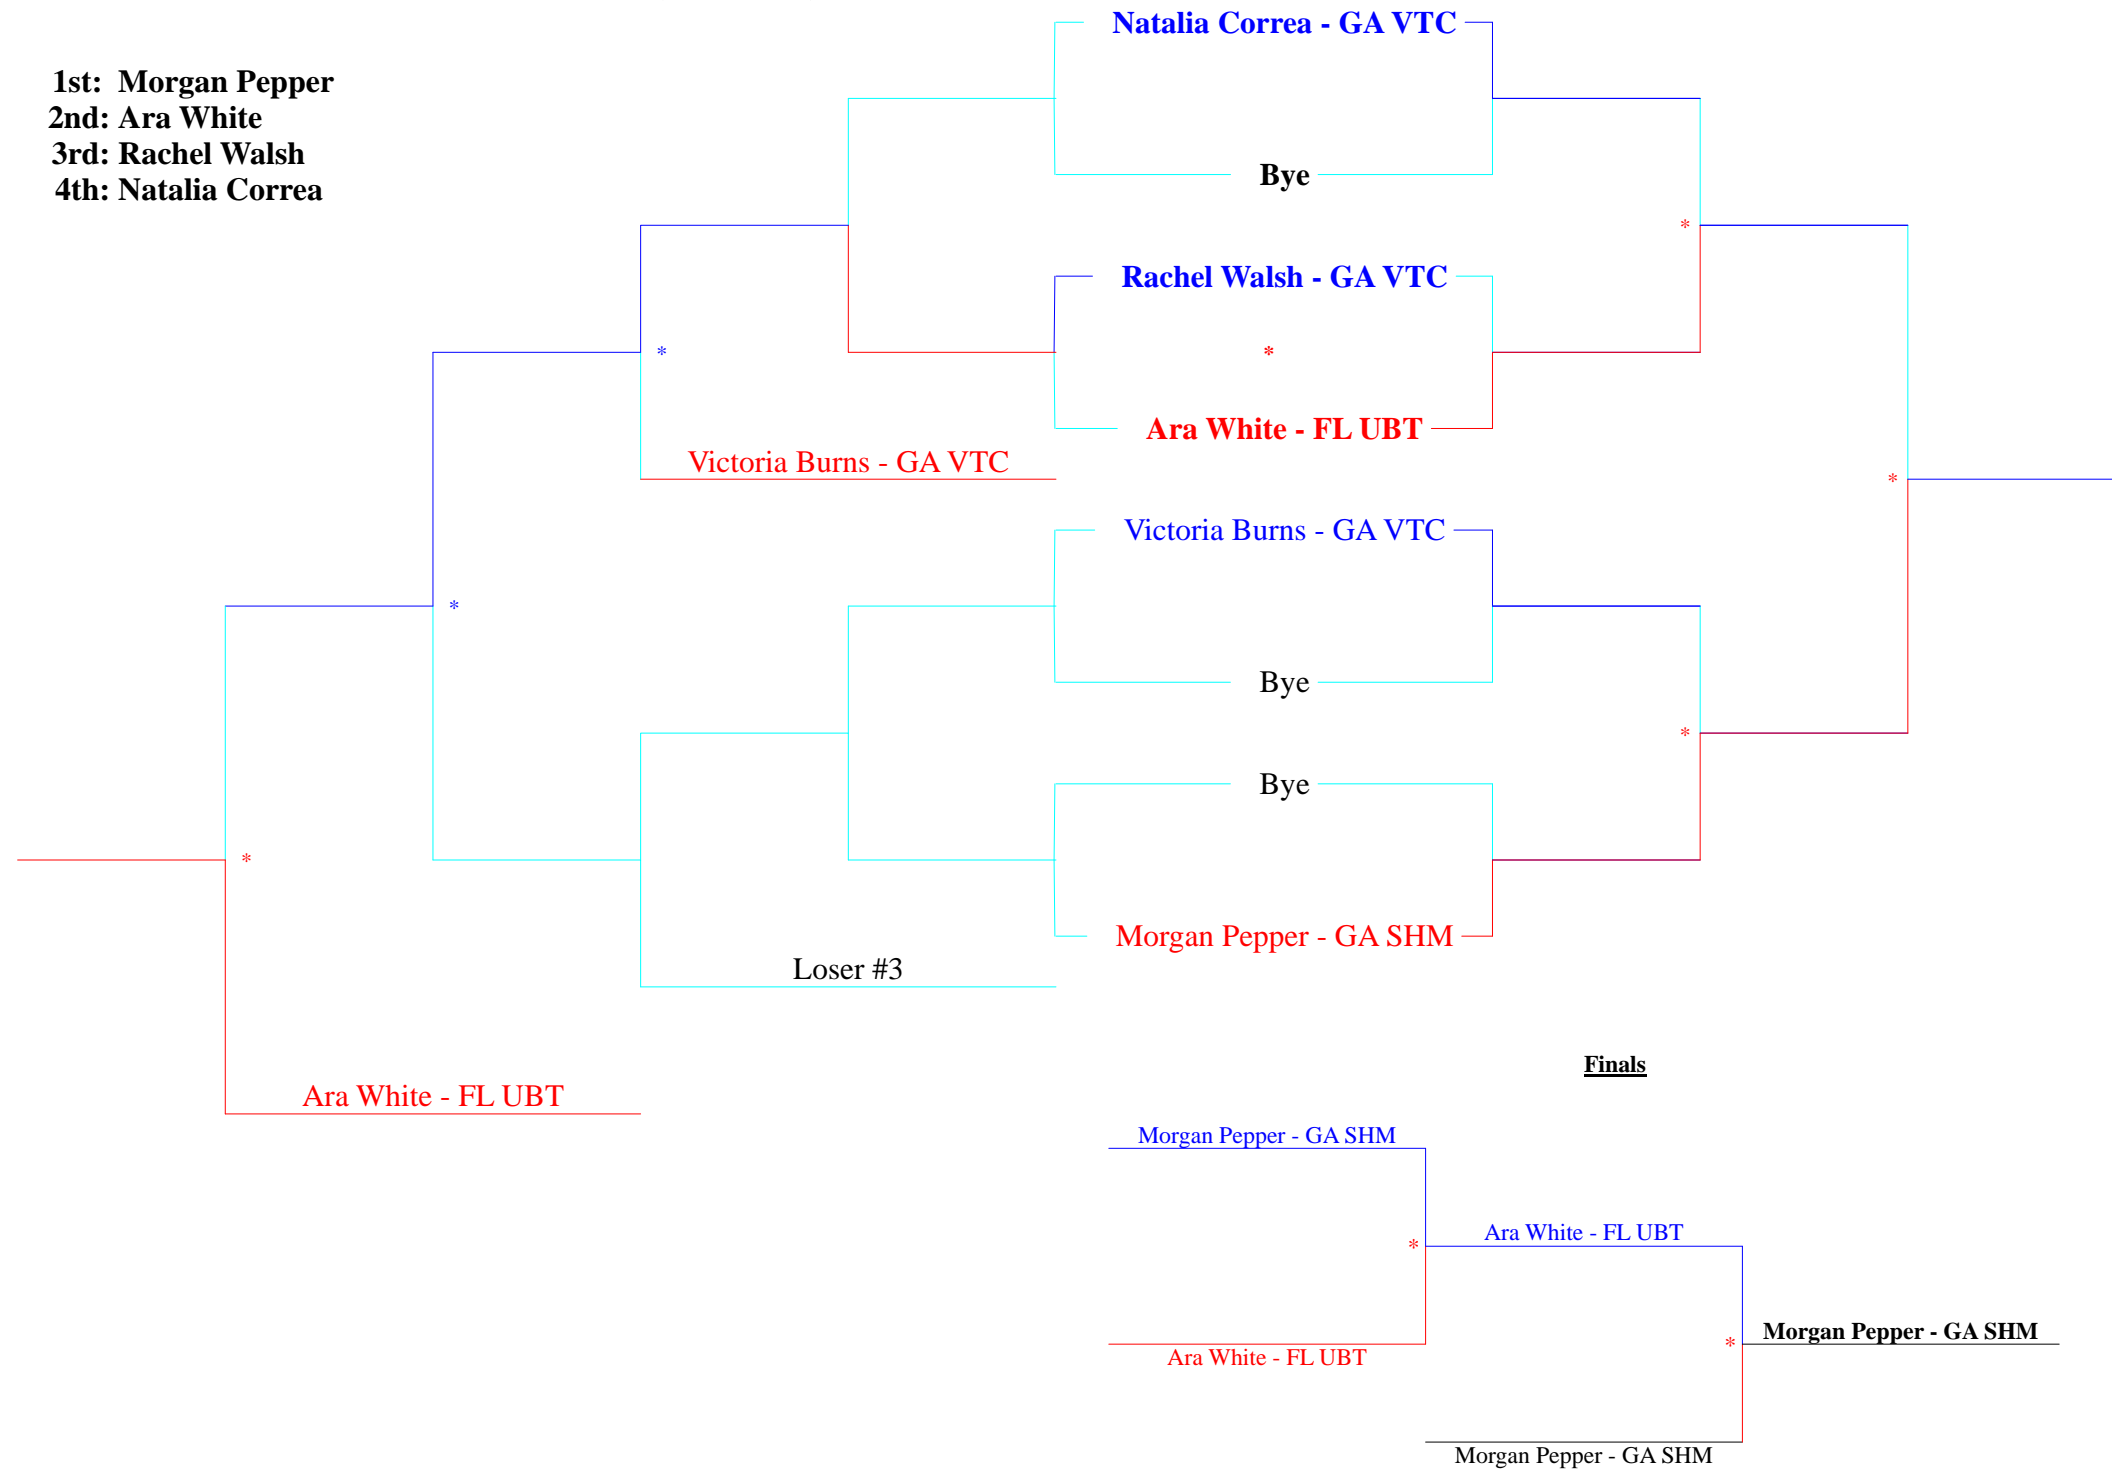 Natalia Correa - GA VTC
1st: Morgan Pepper
2nd: Ara White
3rd: Rachel Walsh
4th: Natalia Correa
Bye
*
Rachel Walsh - GA VTC
*
*
Ara White - FL UBT
Victoria Burns - GA VTC
*
Victoria Burns - GA VTC
*
Bye
*
Bye
*
Morgan Pepper - GA SHM
Loser #3
Finals
Ara White - FL UBT
Morgan Pepper - GA SHM
Ara White - FL UBT
*
Morgan Pepper - GA SHM
*
Ara White - FL UBT
Morgan Pepper - GA SHM